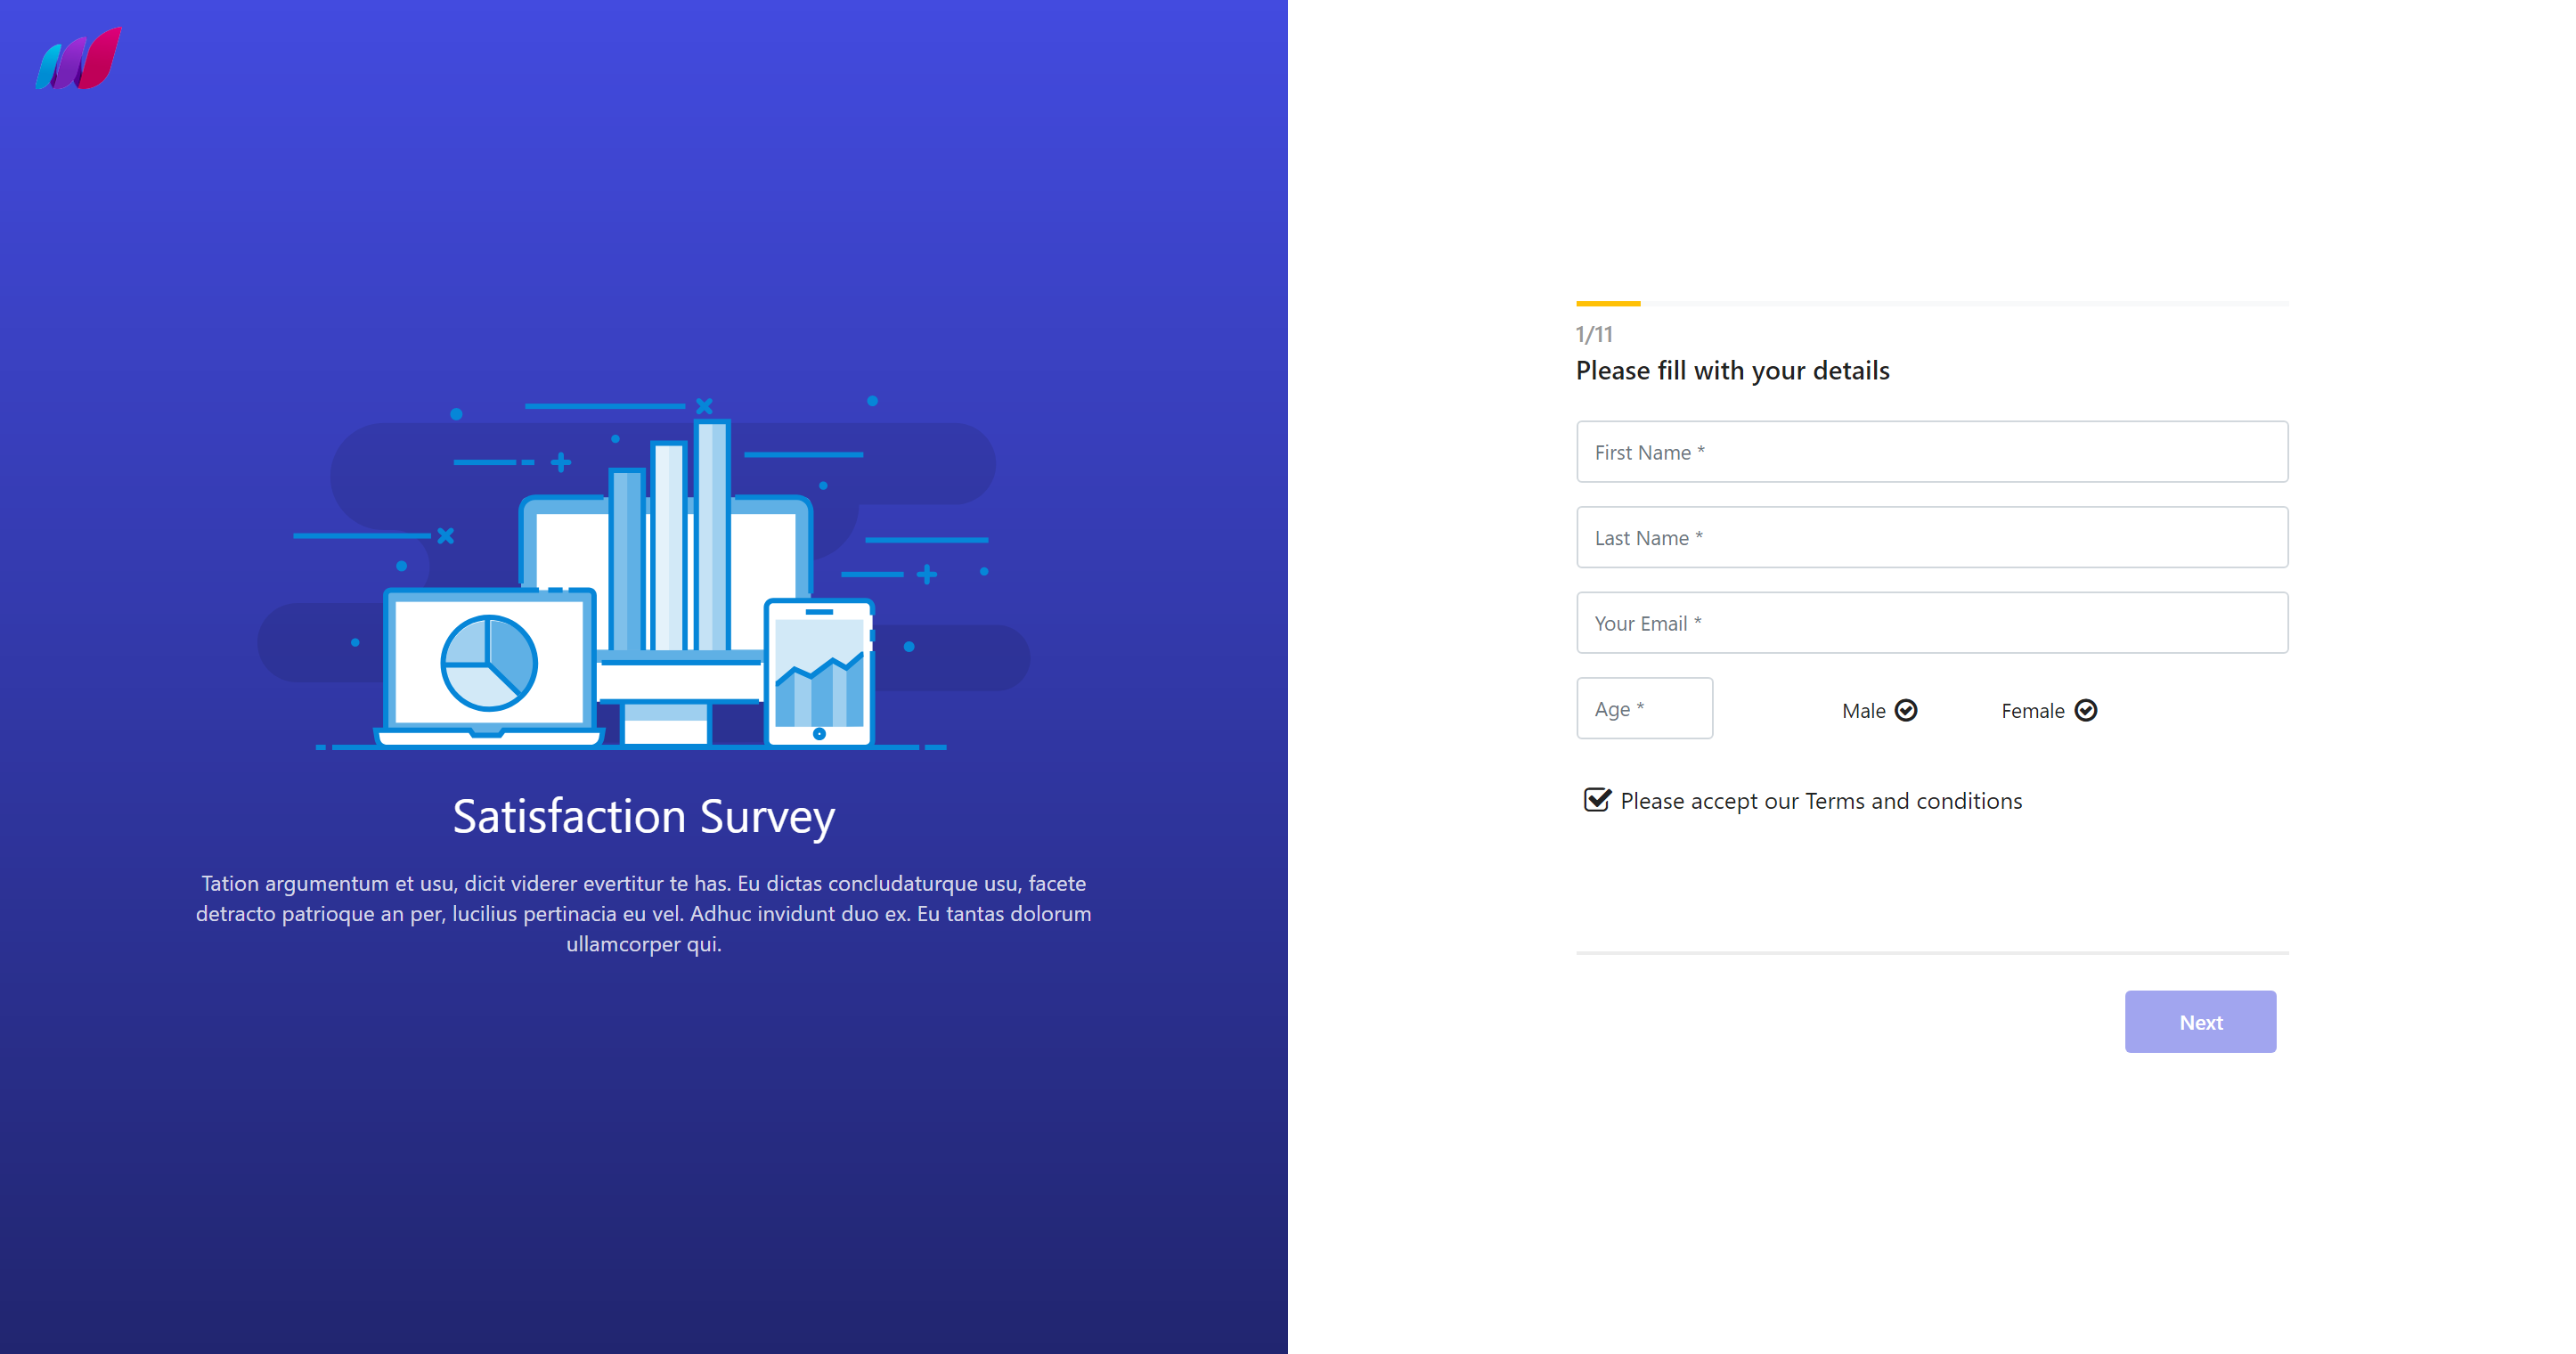 Satisfaction Survey
Tation argumentum et usu, dicit viderer evertitur te has. Eu dictas concludaturque usu, facete
detracto patrioque an per, lucilius pertinacia eu vel. Adhuc invidunt duo ex. Eu tantas dolorum
ullamcorper qui.
1/11
Please fill with your details
First Name *
Last Name *
Your Email *
Age *
Male
Female
Please accept our Terms and conditions
Next